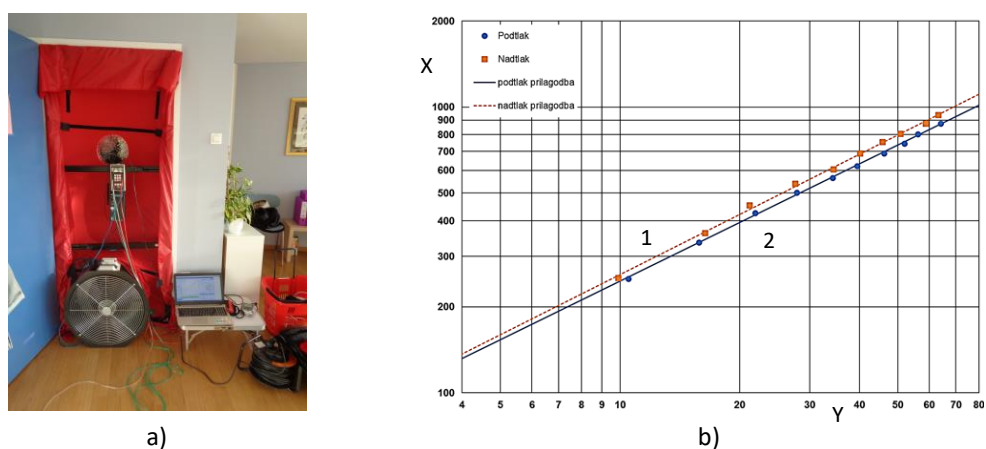 2000
1000
900
800
700
600
500
400
300
200
100
X
Podtlak
Nadtlak
podtlak prilagodba
nadtlak prilagodba
1
2
4 5 6 7 8 9 10 20 30 40 50 60 70 80
Y
a)
b)